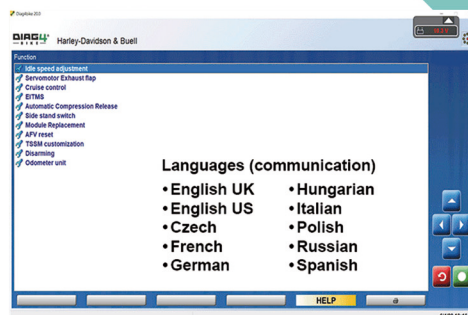 Diag4Bike
DIAG4
BIKE
Harley-Davidson & Buell
Function
Idle speed adjustment
Servomotor Exhaust flap
Cruise control
EITMS
Automatic Compression Release
Side stand switch
Module Replacement
AFV reset
TSSM customization
Disarming
Odometer unit
Languages (communication)
•English UK
•English US
•Czech
•French
•German
•Hungarian
•Italian
•Polish
•Russian
•Spanish
HELP